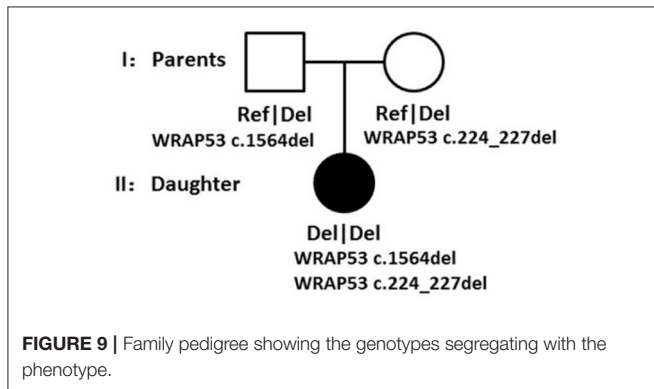 I: Parents
Ref|Del Ref|Del
WRAP53 c.1564del WRAP53 c.224_227del
II: Daughter
Del|Del
WRAP53 c.1564del
WRAP53 c.224_227del
FIGURE 9 | Family pedigree showing the genotypes segregating with the
phenotype.